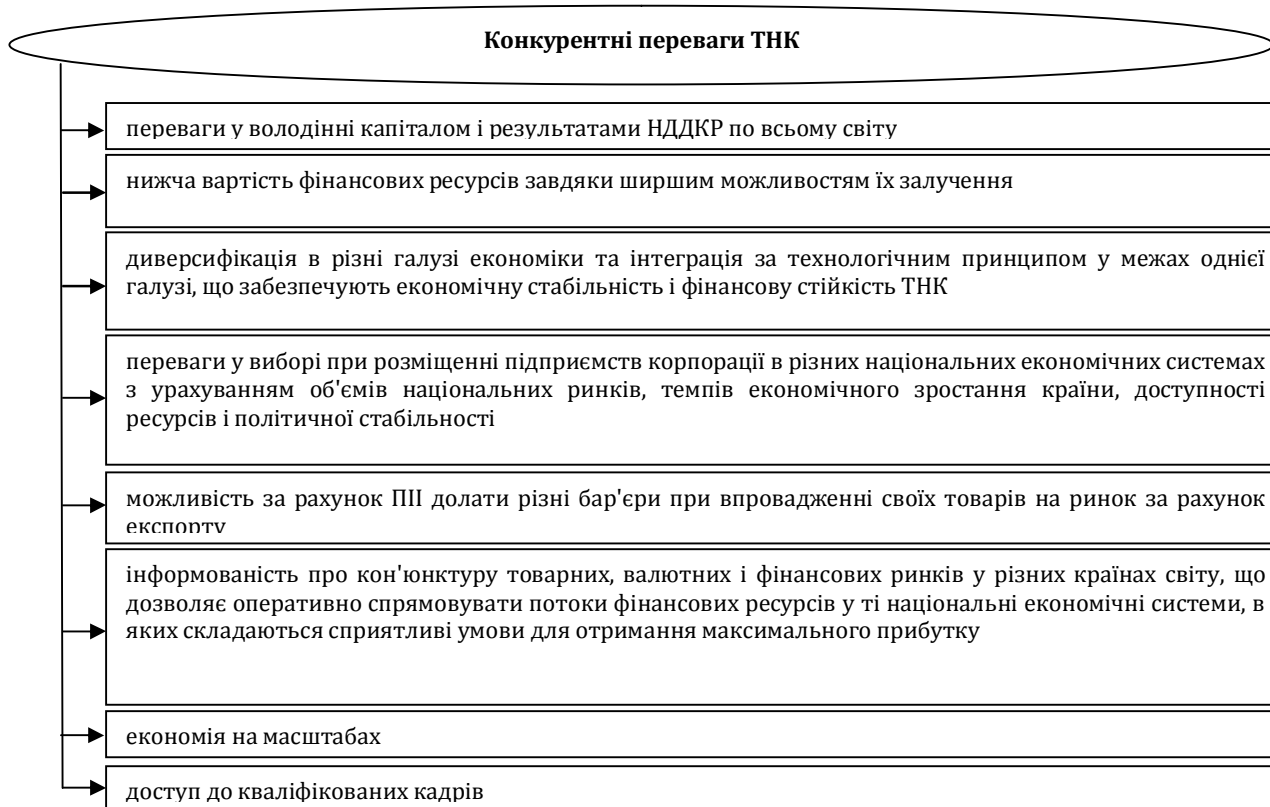 Конкурентні переваги ТНК
переваги у володінні капіталом і результатами НДДКР по всьому світу
нижча вартість фінансових ресурсів завдяки ширшим можливостям їх залучення
диверсифікація в різні галузі економіки та інтеграція за технологічним принципом у межах однієї
галузі, що забезпечують економічну стабільність і фінансову стійкість ТНК
переваги у виборі при розміщенні підприємств корпорації в різних національних економічних системах
з урахуванням об'ємів національних ринків, темпів економічного зростання країни, доступності
ресурсів і політичної стабільності
можливість за рахунок ПІІ долати різні бар'єри при впровадженні своїх товарів на ринок за рахунок
експорту
інформованість про кон'юнктуру товарних, валютних і фінансових ринків у різних країнах світу, що
дозволяє оперативно спрямовувати потоки фінансових ресурсів у ті національні економічні системи, в
яких складаються сприятливі умови для отримання максимального прибутку
економія на масштабах
доступ до кваліфікованих кадрів